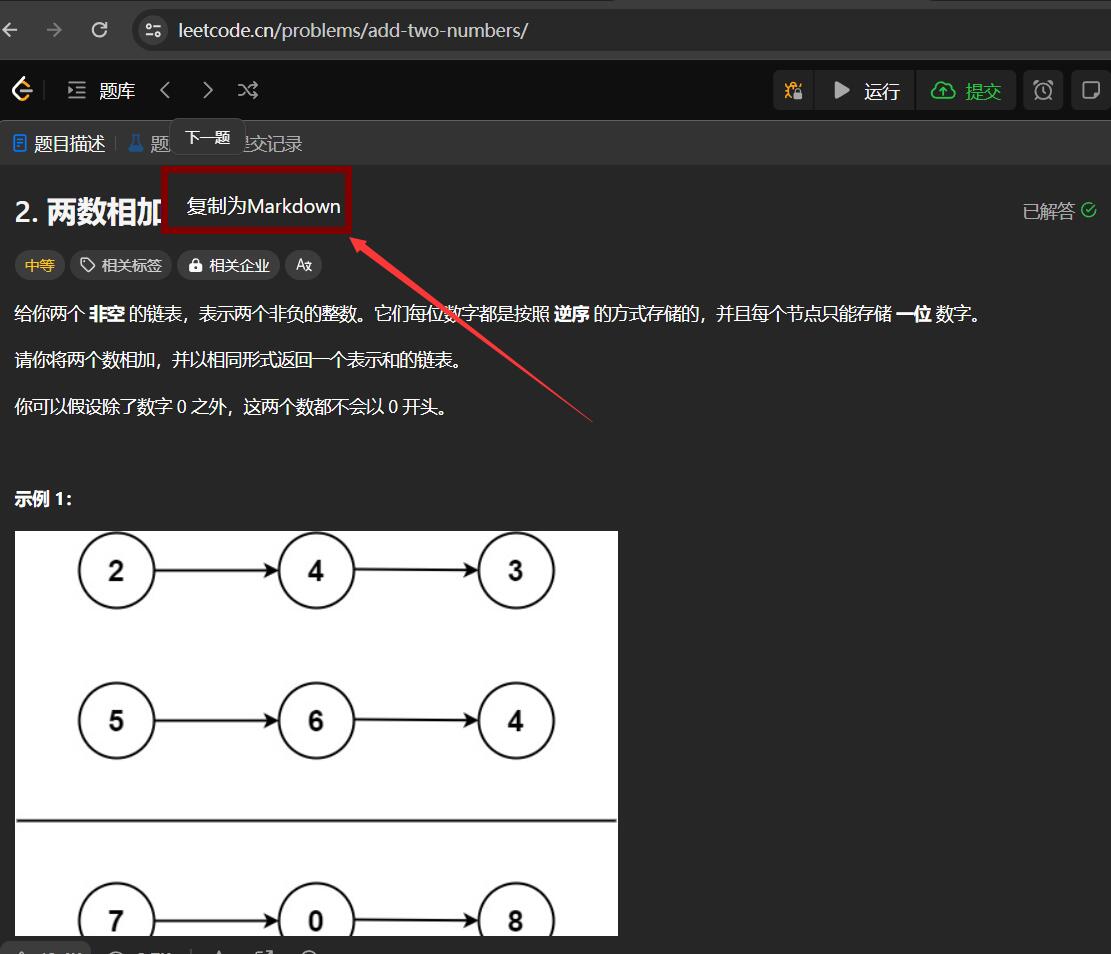 leetcode.cn/problems/add-two-numbers/
题库
运行
提交
题目描述
题
下一题
交记录
2. 两数相加
复制为Markdown
已解答
中等
相关标签
相关企业
给你两个 非空 的链表，表示两个非负的整数。它们每位数字都是按照 逆序 的方式存储的，并且每个节点只能存储 一位 数字。
请你将两个数相加，并以相同形式返回一个表示和的链表。
你可以假设除了数字 0 之外，这两个数都不会以 0 开头。
示例 1：
2 4 3
5 6 4
7 0 8